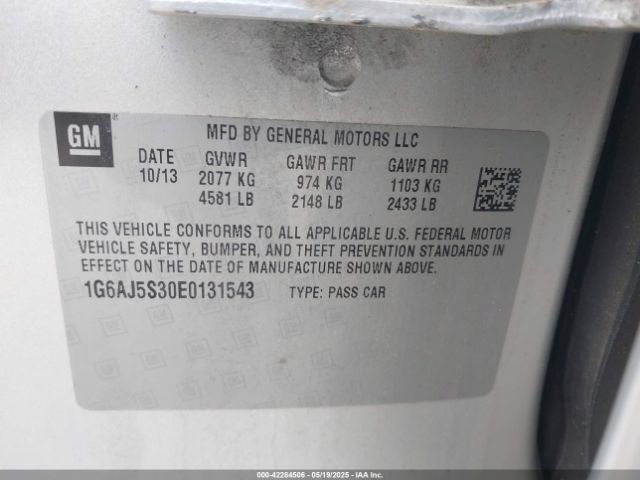 GM
MFD BY GENERAL MOTORS LLC
DATE GVWR GAWR FRT GAWR RR
10/13 2077 KG 974 KG 1103 KG
4581 LB 2148 LB 2433 LB
THIS VEHICLE CONFORMS TO ALL APPLICABLE U.S. FEDERAL MOTOR
VEHICLE SAFETY, BUMPER, AND THEFT PREVENTION STANDARDS IN
EFFECT ON THE DATE OF MANUFACTURE SHOWN ABOVE.
1G6AJ5S30E0131543 TYPE: PASS CAR
000-42284506 - 05/19/2025 - IAAI.COM